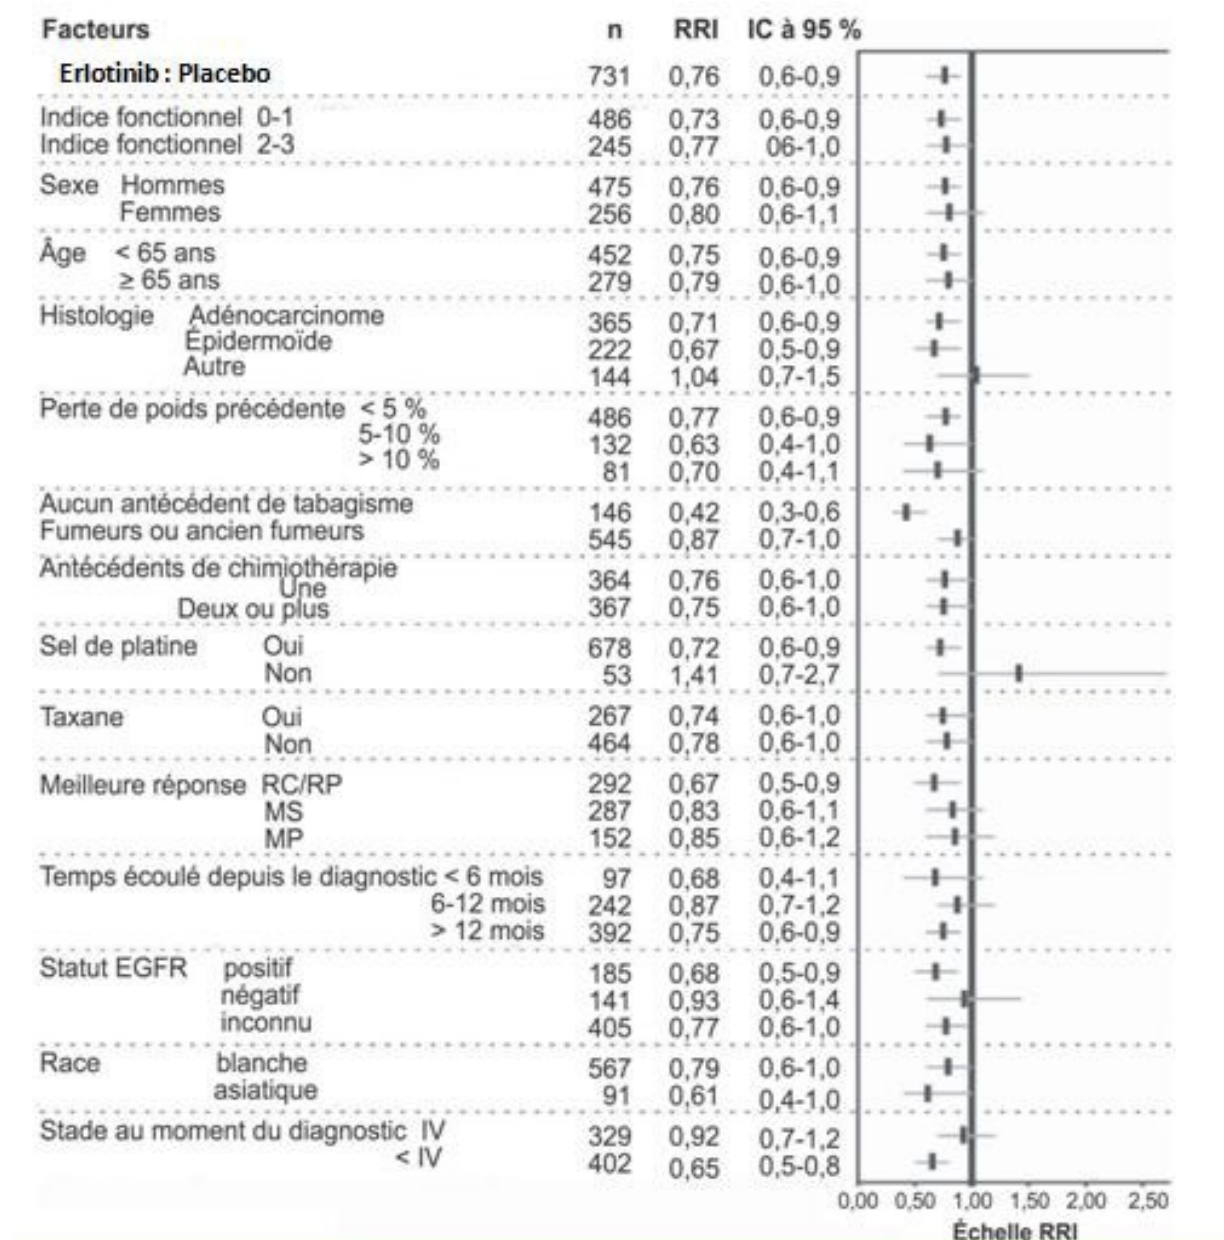 Facteurs n RRI IC à 95 %
Erlotinib : Placebo 731 0,76 0,6-0,9
Indice fonctionnel 0-1 486 0,73 0,6-0,9
Indice fonctionnel 2-3 245 0,77 06-1,0
Sexe Hommes 475 0,76 0,6-0,9
Femmes 256 0,80 0,6-1,1
Âge < 65 ans 452 0,75 0,6-0,9
≥ 65 ans 279 0,79 0,6-1,0
Histologie Adénocarcinome 365 0,71 0,6-0,9
Épidermoïde 222 0,67 0,5-0,9
Autre 144 1,04 0,7-1,5
Perte de poids précédente < 5 % 486 0,77 0,6-0,9
5-10 % 132 0,63 0,4-1,0
> 10 % 81 0,70 0,4-1,1
Aucun antécédent de tabagisme 146 0,42 0,3-0,6
Fumeurs ou ancien fumeurs 545 0,87 0,7-1,0
Antécédents de chimiothérapie
Une 364 0,76 0,6-1,0
Deux ou plus 367 0,75 0,6-1,0
Sel de platine Oui 678 0,72 0,6-0,9
Non 53 1,41 0,7-2,7
Taxane Oui 267 0,74 0,6-1,0
Non 464 0,78 0,6-1,0
Meilleure réponse RC/RP 292 0,67 0,5-0,9
MS 287 0,83 0,6-1,1
MP 152 0,85 0,6-1,2
Temps écoulé depuis le diagnostic < 6 mois 97 0,68 0,4-1,1
6-12 mois 242 0,87 0,7-1,2
> 12 mois 392 0,75 0,6-0,9
Statut EGFR positif 185 0,68 0,5-0,9
négatif 141 0,93 0,6-1,4
inconnu 405 0,77 0,6-1,0
Race blanche 567 0,79 0,6-1,0
asiatique 91 0,61 0,4-1,0
Stade au moment du diagnostic IV 329 0,92 0,7-1,2
< IV 402 0,65 0,5-0,8
0,00 0,50 1,00 1,50 2,00 2,50
Échelle RRI